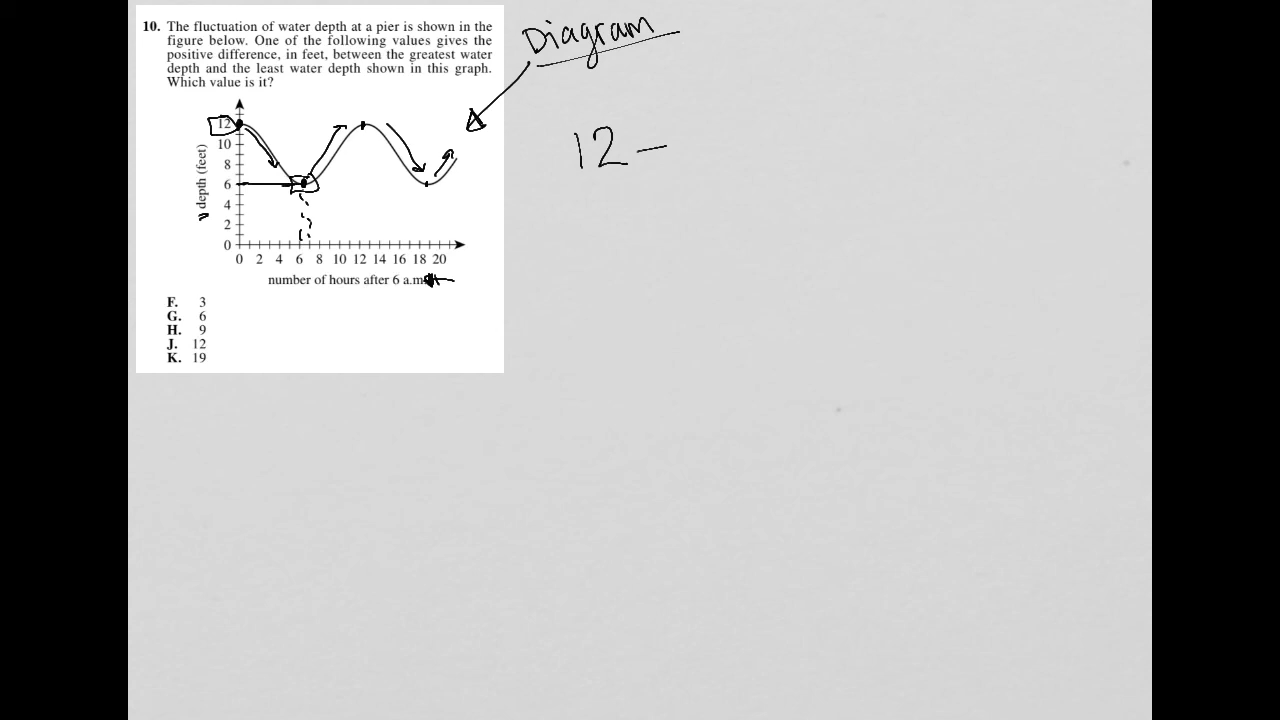 10. The fluctuation of water depth at a pier is shown in the
figure below. One of the following values gives the
positive difference, in feet, between the greatest water
depth and the least water depth shown in this graph.
Which value is it?
Diagram
12 –
12
10
8
6
4
2
0
depth (feet)
0 2 4 6 8 10 12 14 16 18 20
number of hours after 6 a.m.
F. 3
G. 6
H. 9
J. 12
K. 19